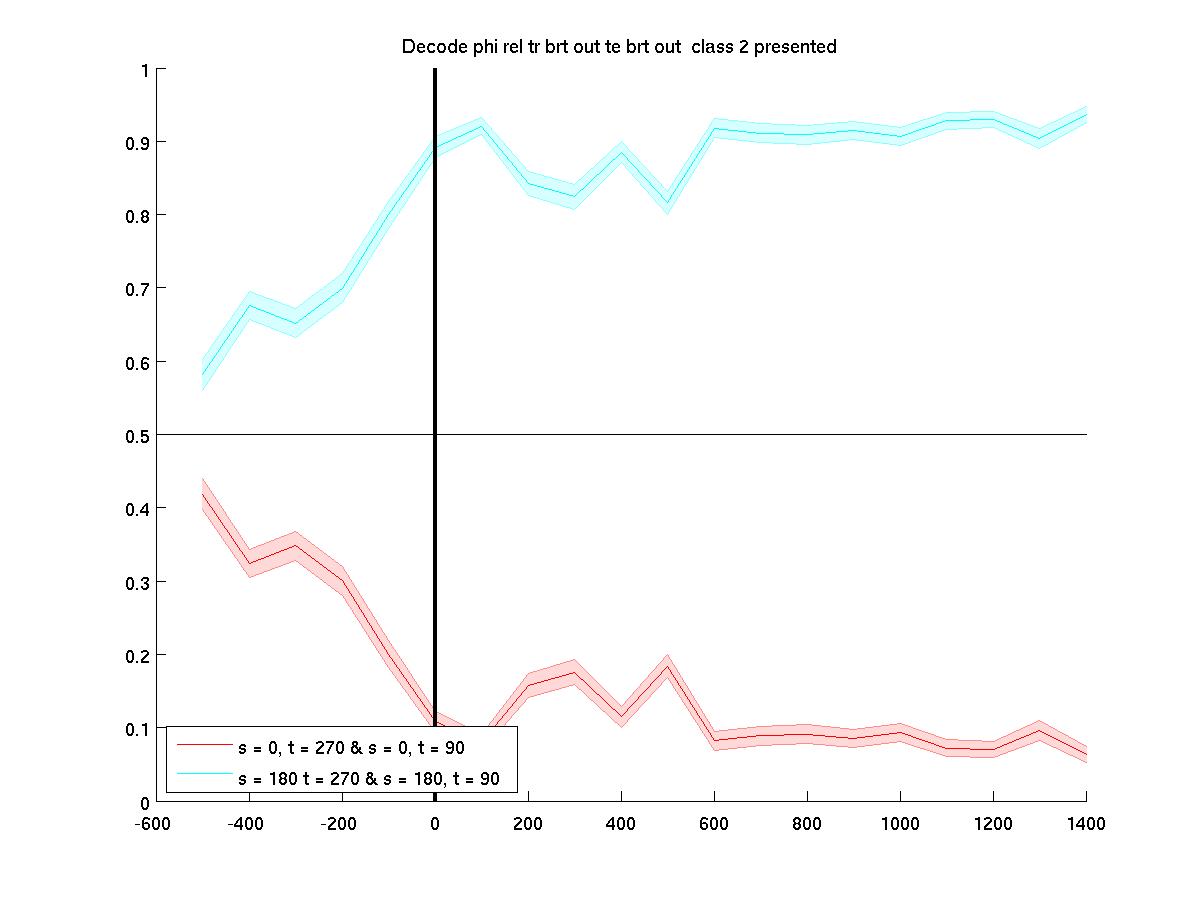 Decode phi rel tr brt out te brt out  class 2 presented
1
0.9
0.8
0.7
0.6
0.5
0.4
0.3
0.2
0.1
0
s = 0, t = 270 & s = 0, t = 90
s = 180 t = 270 & s = 180, t = 90
-600 -400 -200 0 200 400 600 800 1000 1200 1400